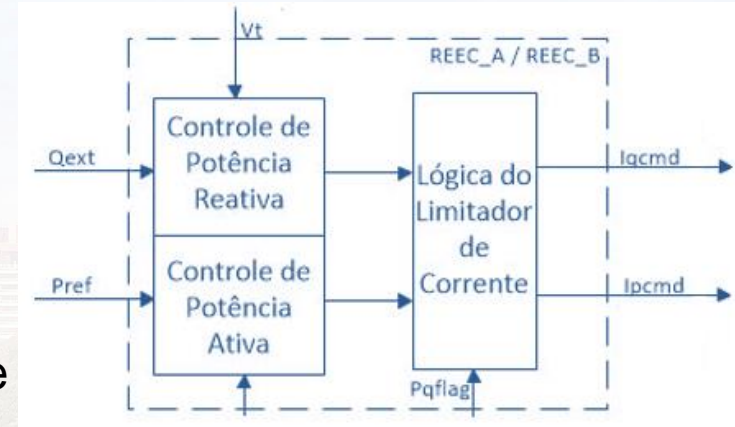 Vt
REEC_A / REEC_B
Qext
Controle de
Potência
Reativa
Iqcmd
Lógica do
Limitador
de
Corrente
Pref
Controle de
Potência
Ativa
Ipcmd
Pqflag
e